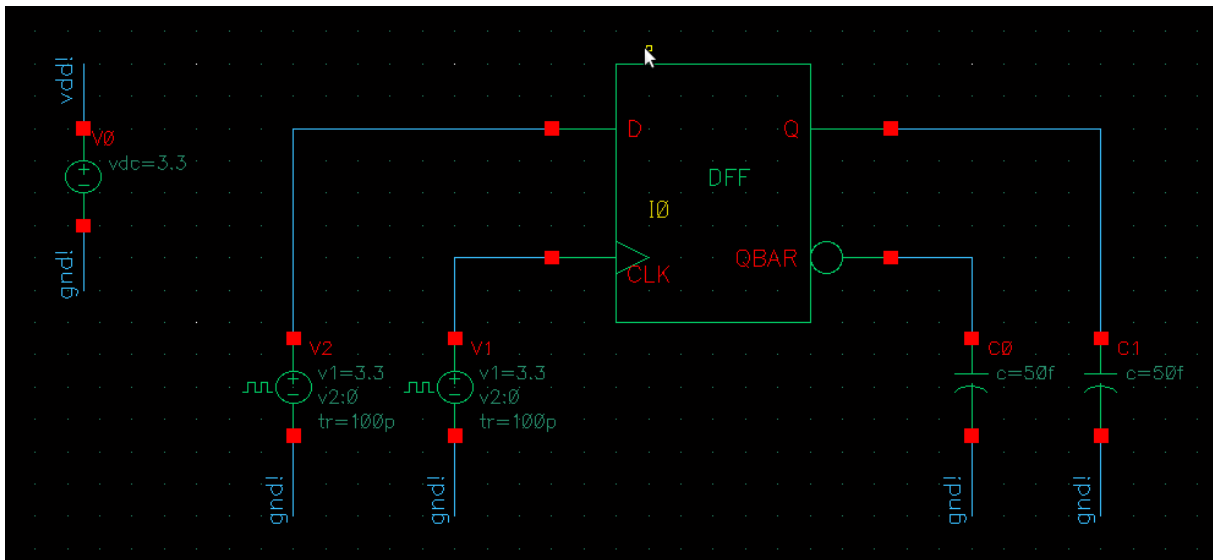 vdd!
V0
vdc=3.3
gnd!
D
Q
DFF
I0
CLK
QBAR
V2
v1=3.3
v2:0
tr=100p
gnd!
V1
v1=3.3
v2:0
tr=100p
gnd!
C0
c=50f
gnd!
C1
c=50f
gnd!